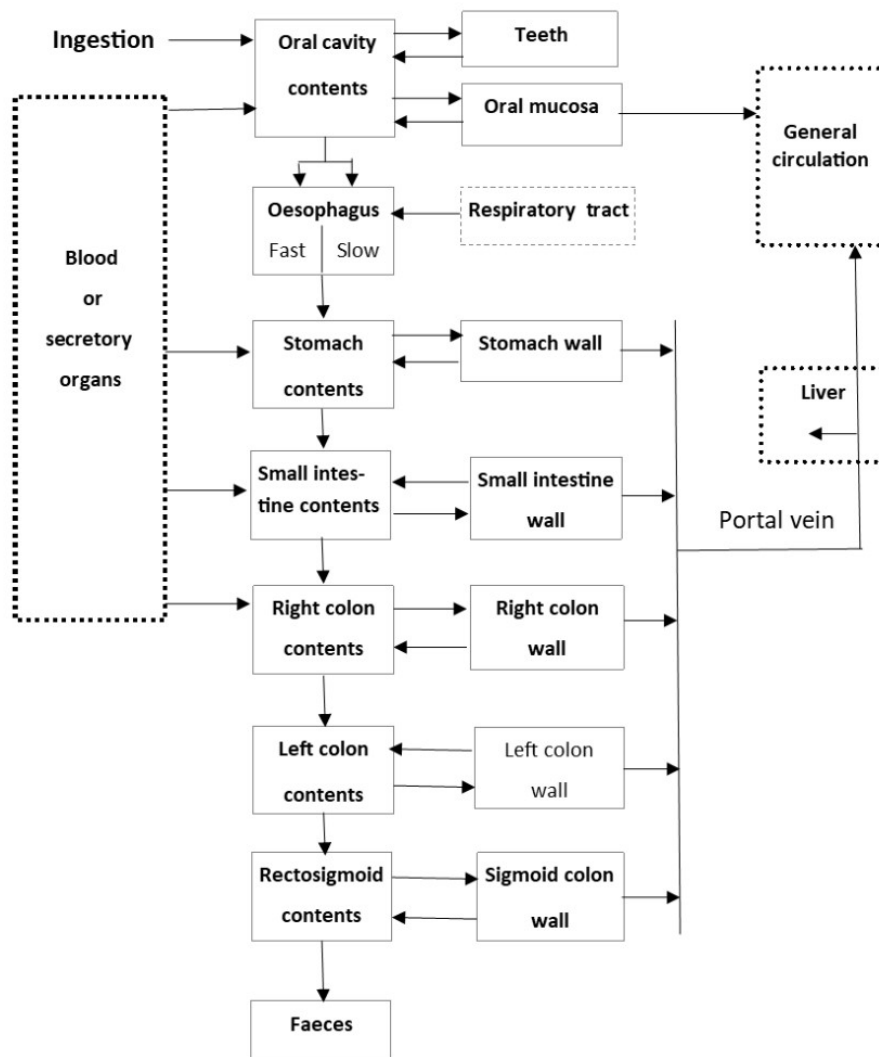 Ingestion
Oral cavity
contents
Teeth
Oral mucosa
General
circulation
Oesophagus
Fast
Slow
Respiratory tract
Blood
or
secretory
organs
Stomach
contents
Stomach wall
Liver
Small intes-
tine contents
Small intestine
wall
Portal vein
Right colon
contents
Right colon
wall
Left colon
contents
Left colon
wall
Rectosigmoid
contents
Sigmoid colon
wall
Faeces